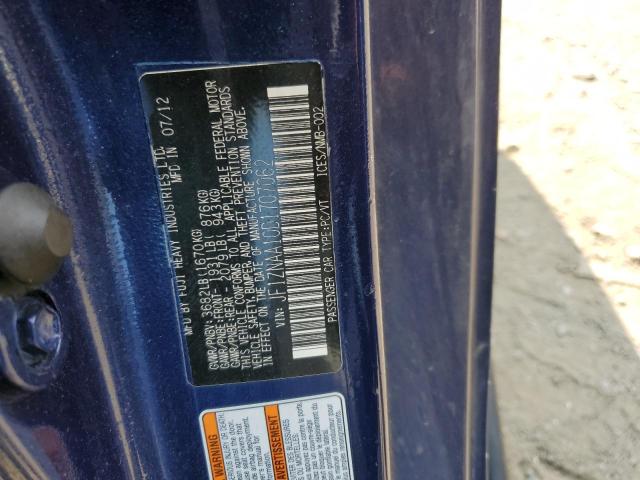 MFD BY FUJI HEAVY INDUSTRIES LTD.
MFD IN 07/12
GVWR/PNBV: 3682LB(1670KG)
GAWR/PNBE:FRONT- 1931LB( 876KG)
GAWR/PNBE:REAR - 2079LB( 943KG)
THIS VEHICLE CONFORMS TO ALL APPLICABLE FEDERAL MOTOR
VEHICLE SAFETY, BUMPER, AND THEFT PREVENTION STANDARDS
IN EFFECT ON THE DATE OF MANUFACTURE SHOWN ABOVE.
VIN: JF1ZNAA10D1707062
PASSENGER CAR TYPE:PC/VT ICES/NMB-002
AVERTISSEMENT